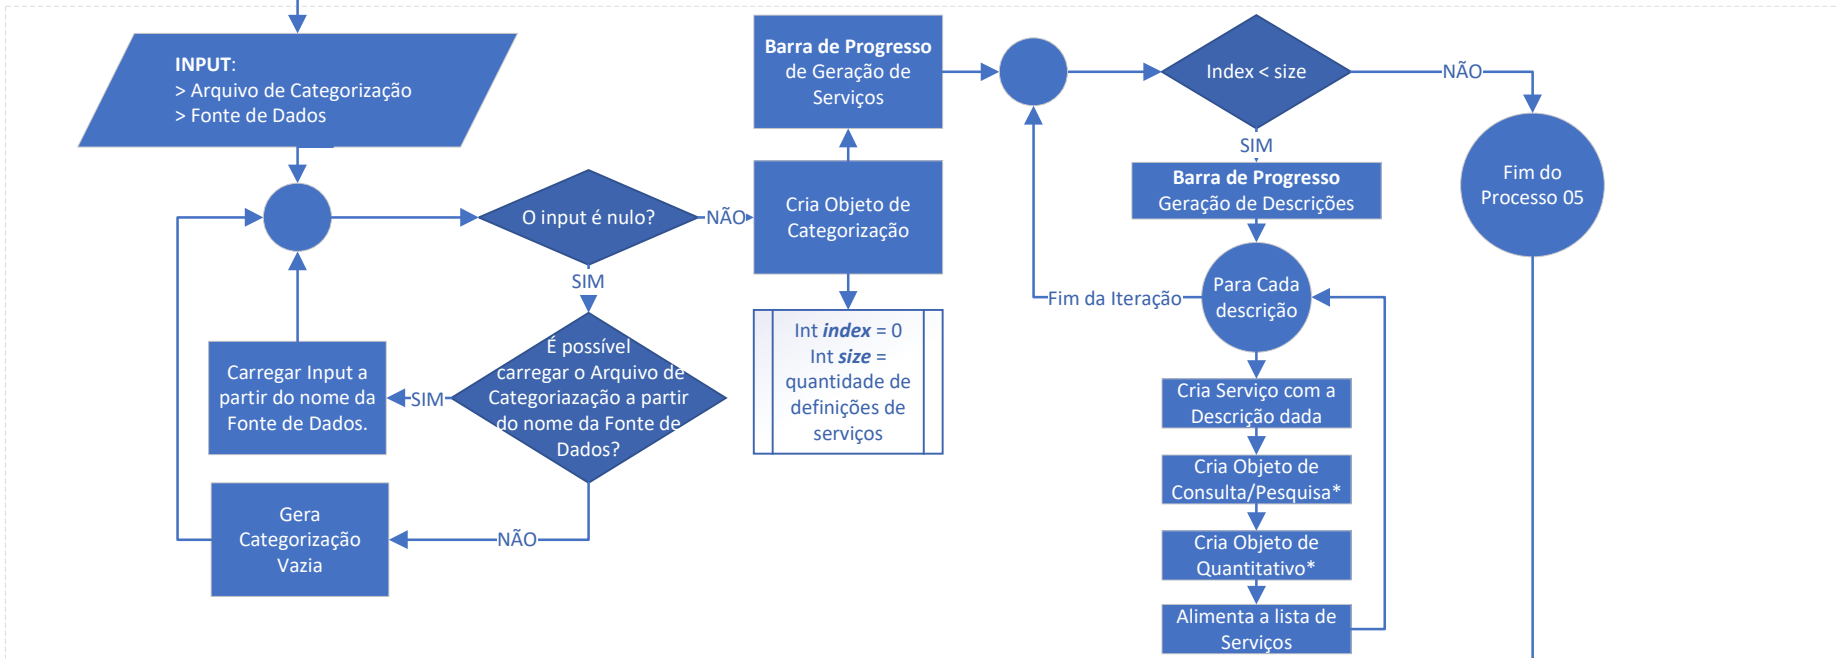 INPUT:
> Arquivo de Categorização
> Fonte de Dados
O input é nulo?
NÃO
SIM
É possível
carregar o Arquivo de
Categoriazação a partir
do nome da Fonte de
Dados?
SIM
Carregar Input a
partir do nome da
Fonte de Dados.
NÃO
Gera
Categorização
Vazia
Barra de Progresso
de Geração de
Serviços
Cria Objeto de
Categorização
Int index = 0
Int size =
quantidade de
definições de
serviços
Index < size
NÃO
Fim do
Processo 05
SIM
Barra de Progresso
Geração de Descrições
Para Cada
descrição
Fim da Iteração
Cria Serviço com a
Descrição dada
Cria Objeto de
Consulta/Pesquisa*
Cria Objeto de
Quantitativo*
Alimenta a lista de
Serviços